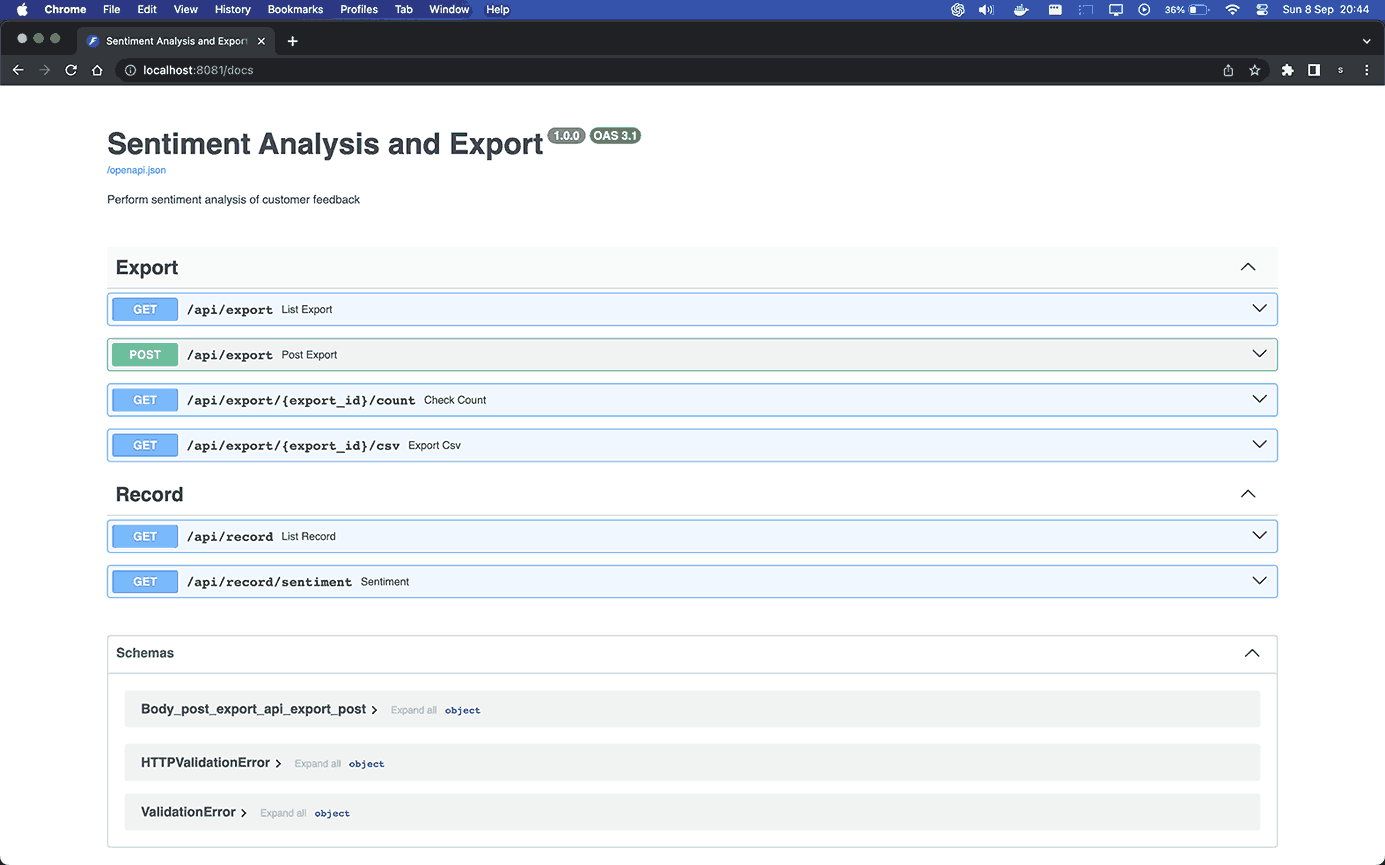 Chrome File Edit View History Bookmarks Profiles Tab Window Help 36% Sun 8 Sep 20:44
Sentiment Analysis and Export
localhost:8081/docs s
Sentiment Analysis and Export 1.0.0 OAS 3.1
/openapi.json
Perform sentiment analysis of customer feedback
Export
GET /api/export List Export
POST /api/export Post Export
GET /api/export/{export_id}/count Check Count
GET /api/export/{export_id}/csv Export Csv
Record
GET /api/record List Record
GET /api/record/sentiment Sentiment
Schemas
Body_post_export_api_export_post Expand all object
HTTPValidationError Expand all object
ValidationError Expand all object